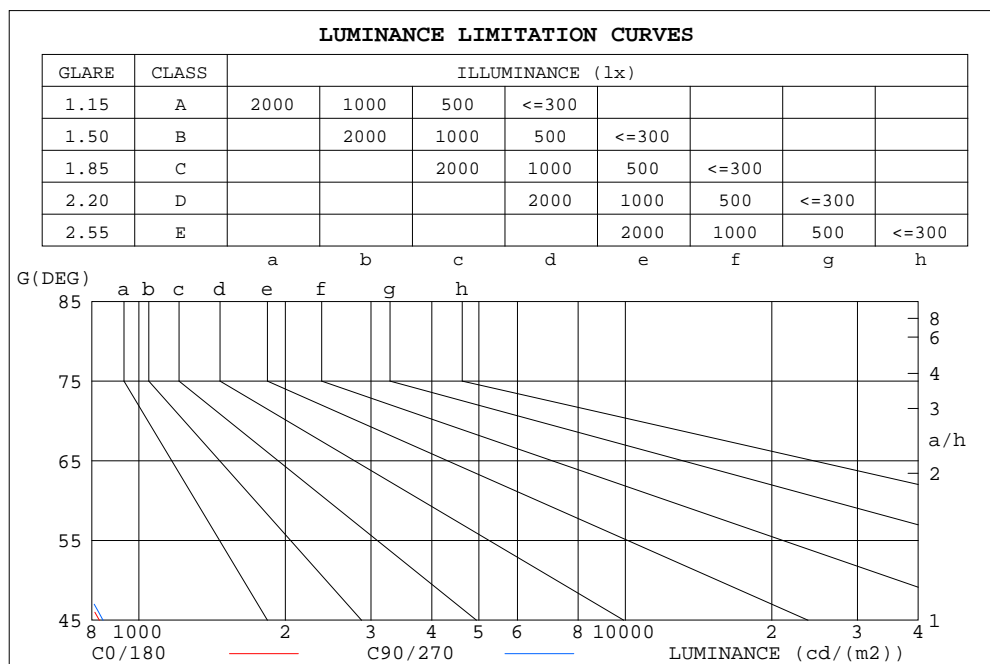 LUMINANCE LIMITATION CURVES
GLARE CLASS ILLUMINANCE (lx)
1.15 A 2000 1000 500 <=300
1.50 B 2000 1000 500 <=300
1.85 C 2000 1000 500 <=300
2.20 D 2000 1000 500 <=300
2.55 E 2000 1000 500 <=300
a b c d e f g h
G(DEG)
a b c d e f g h
85
8
6
75
4
3
a/h
65
2
55
45
1
8 1000 2 3 4 5 6 8 10000 2 3 4
C0/180 C90/270 LUMINANCE (cd/(m2))